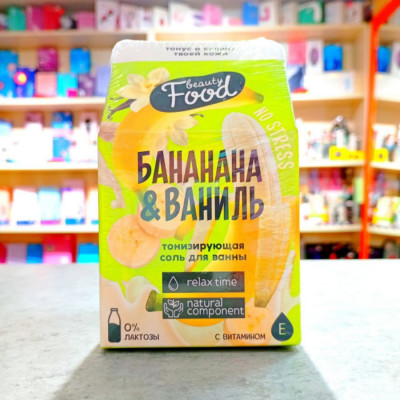 ТОНУС И
ТВОЕЙ КОЖИ
beauty
Food
NO STRESS
БАНАНАНА
& ВАНИЛЬ
тонизирующая
соль для ванны
relax time
natural
component
0%
ЛАКТОЗЫ
С ВИТАМИНОМ
E